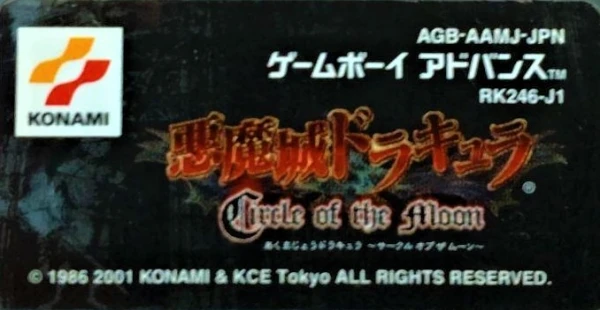 KONAMI
AGB-AAMJ-JPN
ゲームボーイ アドバンス™
RK246-J1
悪魔城ドラキュラ
®
Circle of the Moon
あくまじょうドラキュラ ～サークル オブ ザ ムーン～
© 1986 2001 KONAMI & KCE Tokyo ALL RIGHTS RESERVED.